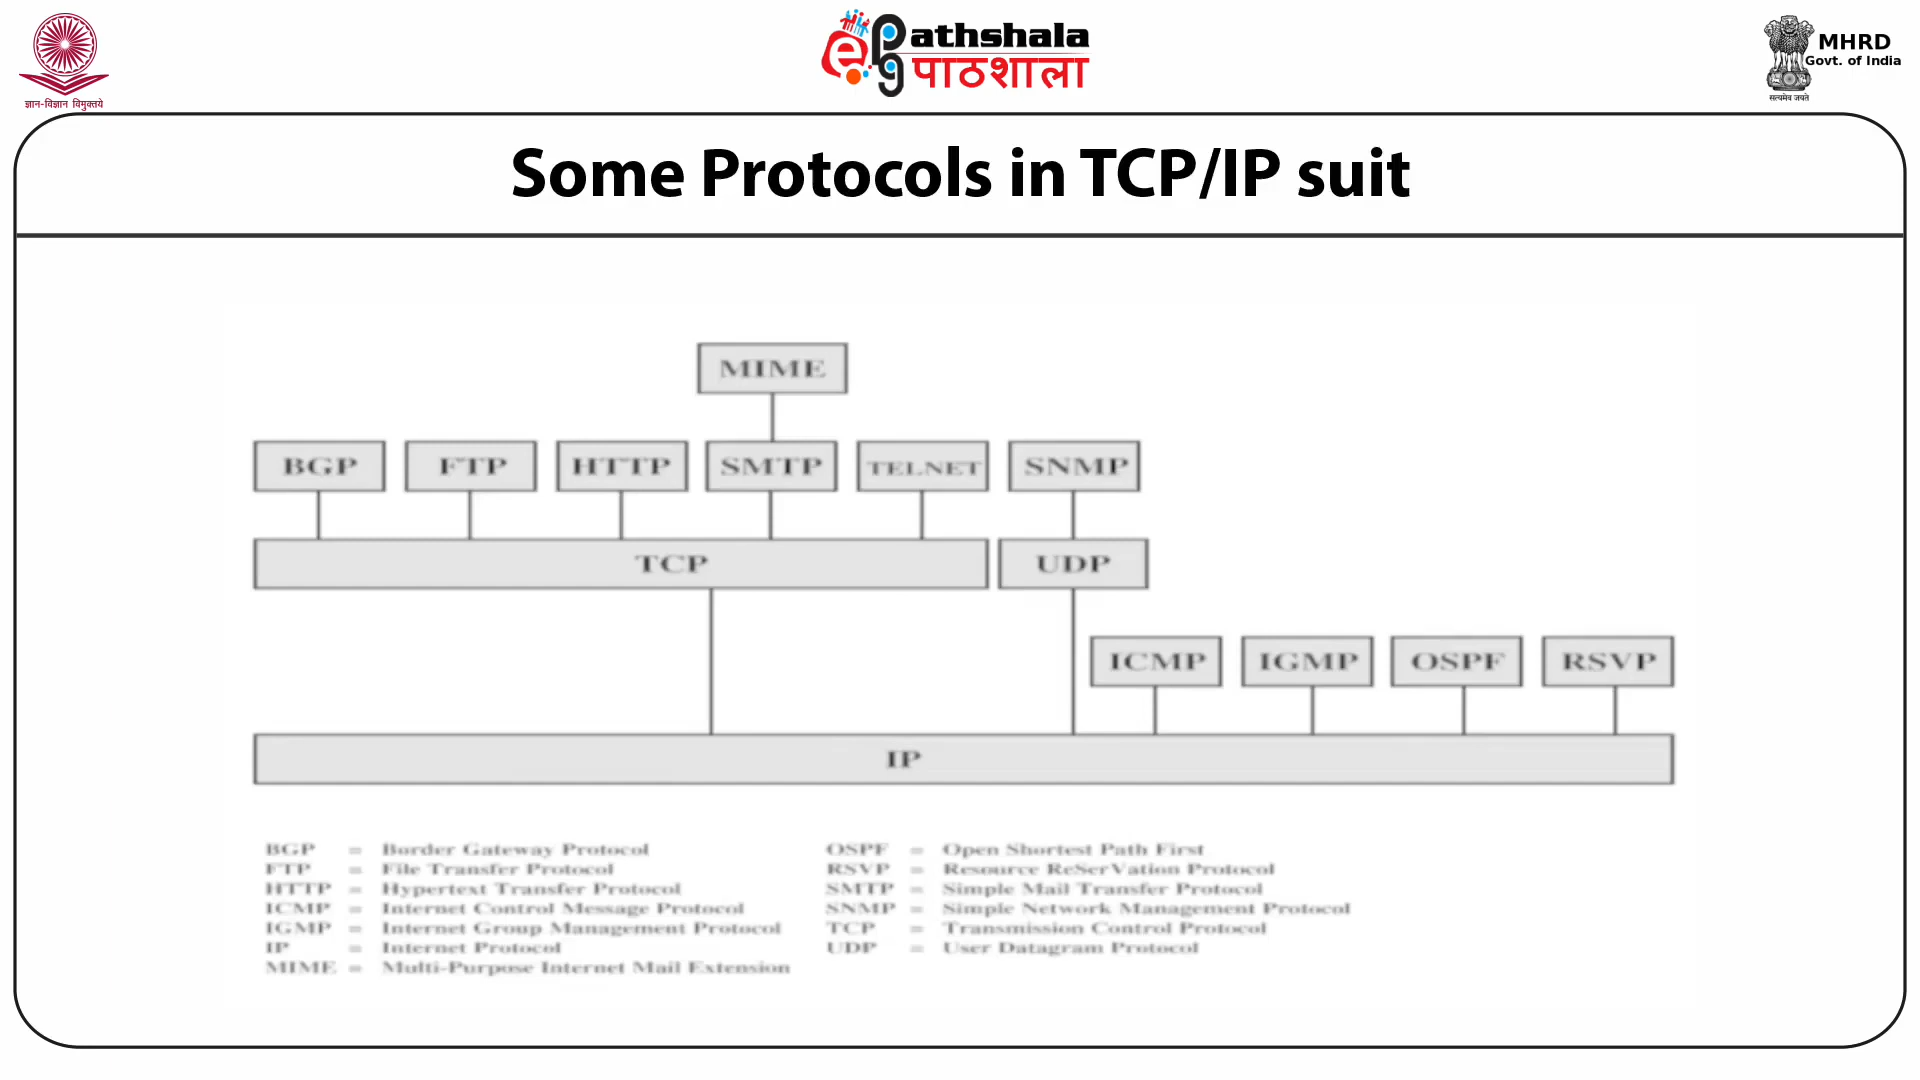 ज्ञान-विज्ञान विमुक्तये
ePathshala
पाठशाला
MHRD
Govt. of India
सत्यमेव जयते
Some Protocols in TCP/IP suit
MIME
BGP FTP HTTP SMTP TELNET SNMP
TCP UDP
ICMP IGMP OSPF RSVP
IP
BGP = Border Gateway Protocol
FTP = File Transfer Protocol
HTTP = Hypertext Transfer Protocol
ICMP = Internet Control Message Protocol
IGMP = Internet Group Management Protocol
IP = Internet Protocol
MIME = Multi-Purpose Internet Mail Extension
OSPF = Open Shortest Path First
RSVP = Resource ReSerVation Protocol
SMTP = Simple Mail Transfer Protocol
SNMP = Simple Network Management Protocol
TCP = Transmission Control Protocol
UDP = User Datagram Protocol